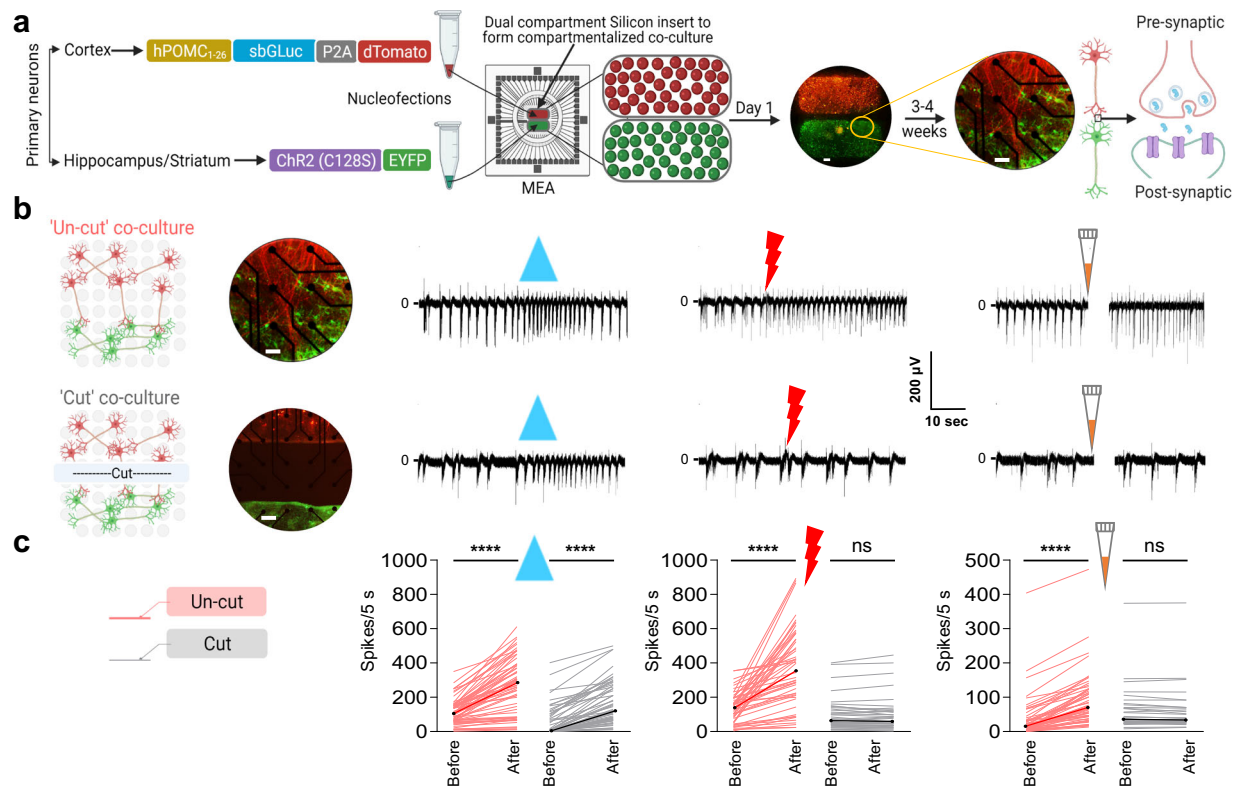 a
Primary neurons
Cortex
hPOMC1-26
sbGLuc
P2A
dTomato
Nucleofections
Hippocampus/Striatum
ChR2 (C128S)
EYFP
Dual compartment Silicon insert to
form compartmentalized co-culture
MEA
Day 1
3-4
weeks
Pre-synaptic
Post-synaptic
b
'Un-cut' co-culture
0
0
0
200 µV
10 sec
'Cut' co-culture
----------Cut-----------
0
0
0
c
Un-cut
Cut
Spikes/5 s
1000
800
600
400
200
0
****
****
Before
After
Before
After
Spikes/5 s
1000
800
600
400
200
0
****
ns
Before
After
Before
After
Spikes/5 s
500
400
300
200
100
0
****
ns
Before
After
Before
After